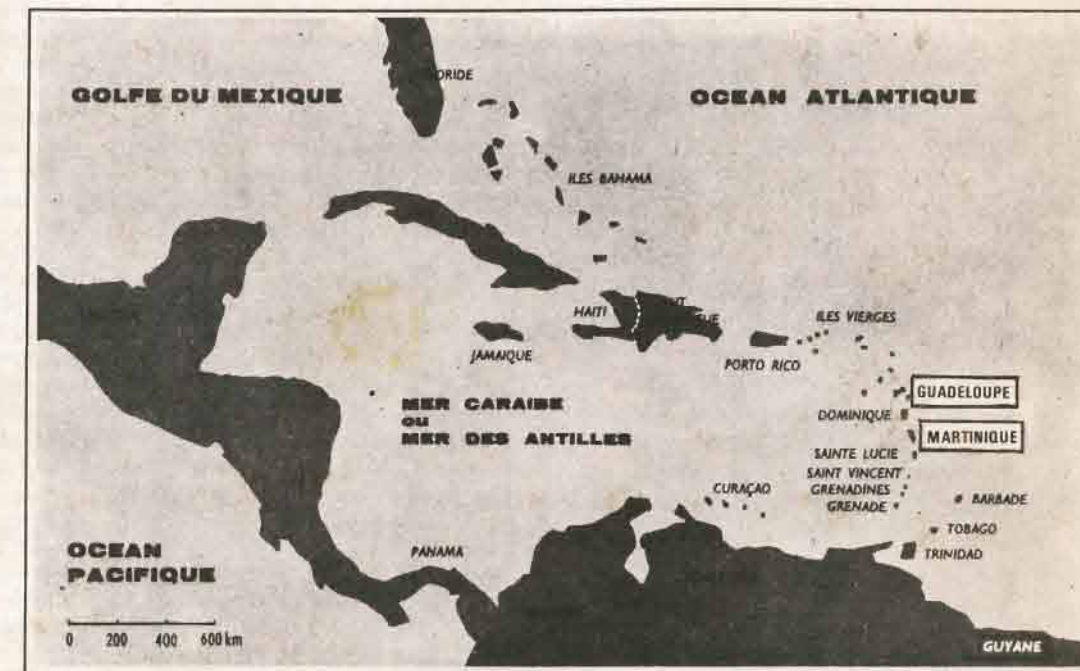 GOLFE DU MEXIQUE
OCEAN ATLANTIQUE
ILES BAHAMA
HAITI
ILES VIERGES
JAMAIQUE
PORTO RICO
GUADELOUPE
MER CARAIBE
OU
MER DES ANTILLES
DOMINIQUE
MARTINIQUE
SAINTE LUCIE
SAINT VINCENT
GRENADINES
GRENADE
CURAÇAO
BARBADE
TOBAGO
TRINIDAD
OCEAN
PACIFIQUE
PANAMA
0 200 400 600 km
GUYANE